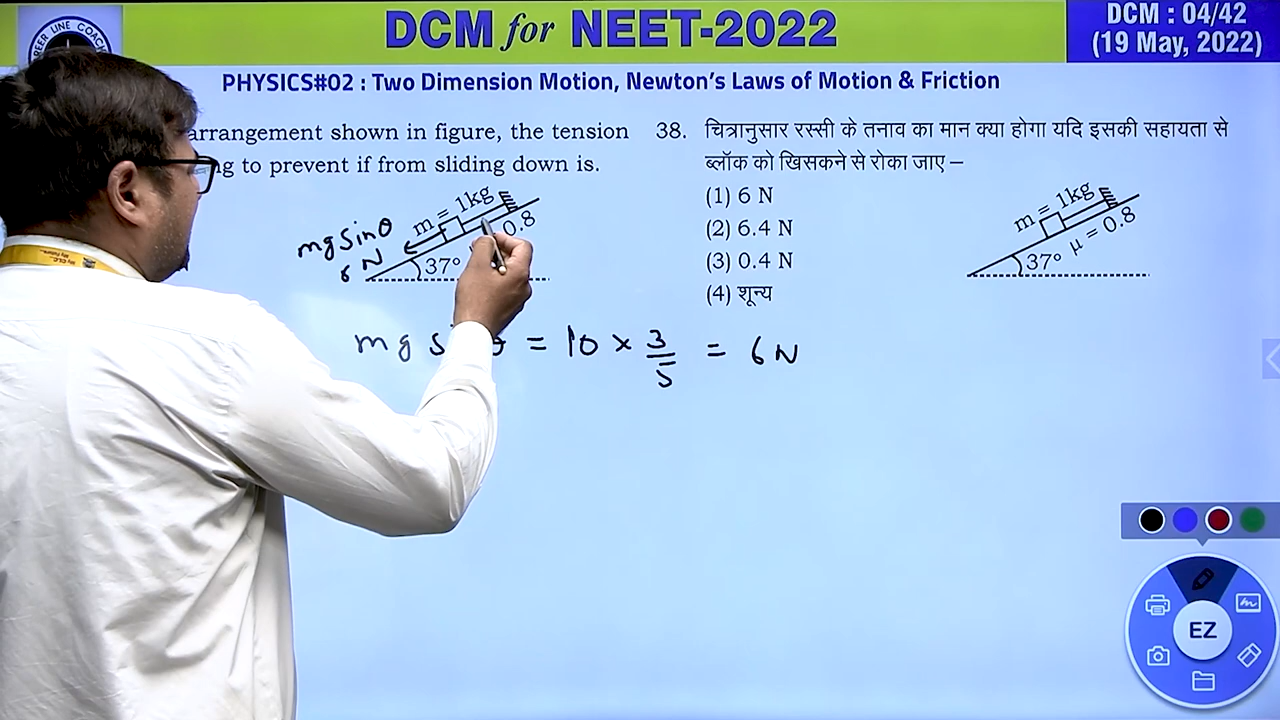 DCM for NEET-2022
DCM : 04/42
(19 May, 2022)
PHYSICS#02 : Two Dimension Motion, Newton's Laws of Motion & Friction
arrangement shown in figure, the tension
to prevent if from sliding down is.
mg sinθ
6 N
m = 1kg
0.8
37°
mg s = 10 × 3/5 = 6 N
38. चित्रानुसार रस्सी के तनाव का मान क्या होगा यदि इसकी सहायता से
ब्लॉक को खिसकने से रोका जाए –
(1) 6 N
(2) 6.4 N
(3) 0.4 N
(4) शून्य
m = 1kg
μ = 0.8
37°
EZ